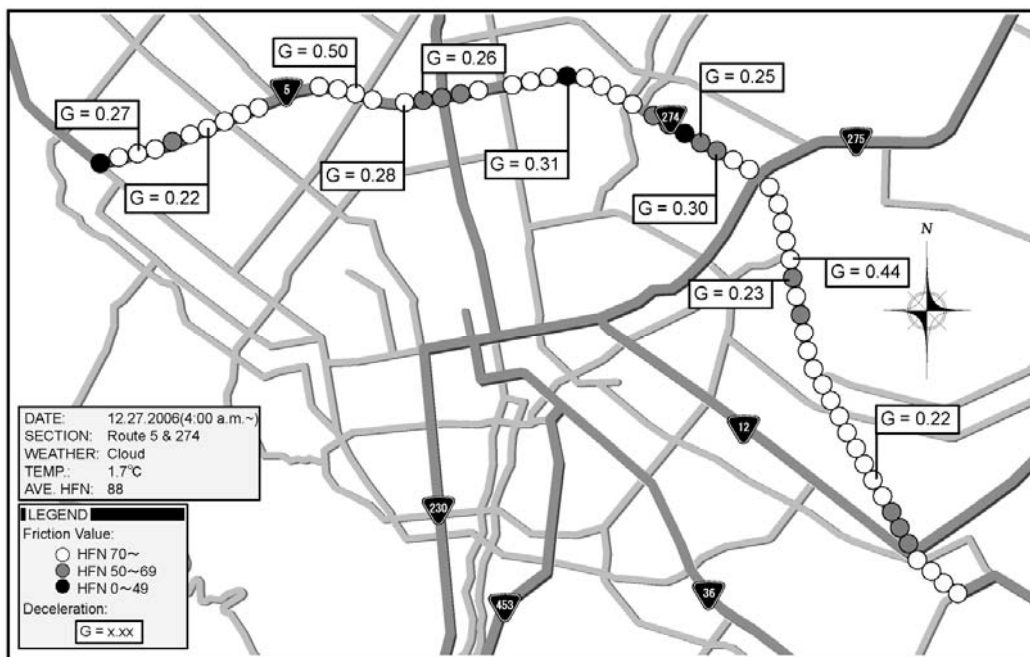 G = 0.50
G = 0.26
5
G = 0.25
G = 0.27
274
275
G = 0.22
G = 0.28
G = 0.31
G = 0.30
N
G = 0.44
G = 0.23
DATE: 12.27.2006(4:00 a.m.~)
SECTION: Route 5 & 274
WEATHER: Cloud
TEMP.: 1.7℃
AVE. HFN: 88
G = 0.22
12
230
LEGEND
Friction Value:
HFN 70~
HFN 50~69
HFN 0~49
Deceleration:
G = x.xx
453
36